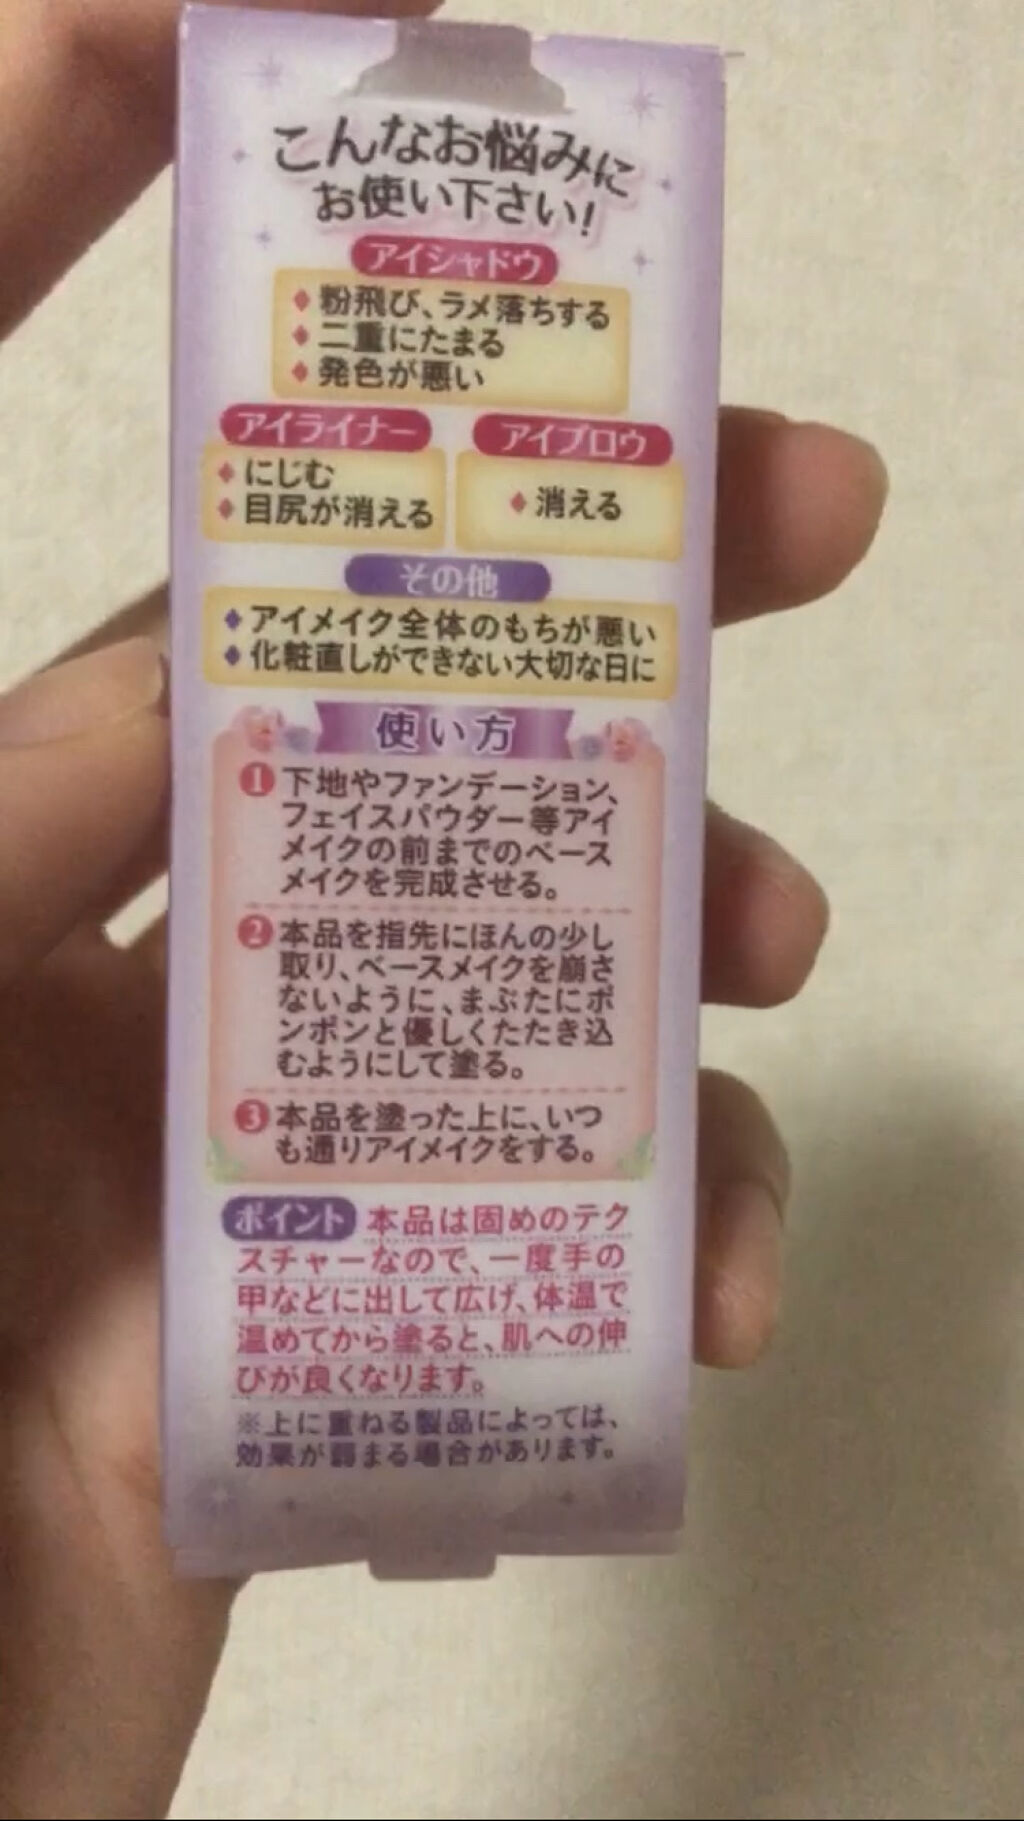 こんなお悩みに
お使い下さい!
アイシャドウ
◆粉飛び、ラメ落ちする
◆二重にたまる
◆発色が悪い
アイライナー
◆にじむ
◆目尻が消える
アイブロウ
◆消える
その他
◆アイメイク全体のもちが悪い
◆化粧直しができない大切な日に
使い方
❶下地やファンデーション、
フェイスパウダー等アイ
メイクの前までのベース
メイクを完成させる。
❷本品を指先にほんの少し
取り、ベースメイクを崩さ
ないように、まぶたにポ
ンポンと優しくたたき込
むようにして塗る。
❸本品を塗った上に、いつ
も通りアイメイクをする。
ポイント 本品は固めのテク
スチャーなので、一度手の
甲などに出して広げ、体温で
温めてから塗ると、肌への伸
びが良くなります。
※上に重ねる製品によっては、
効果が弱まる場合があります。